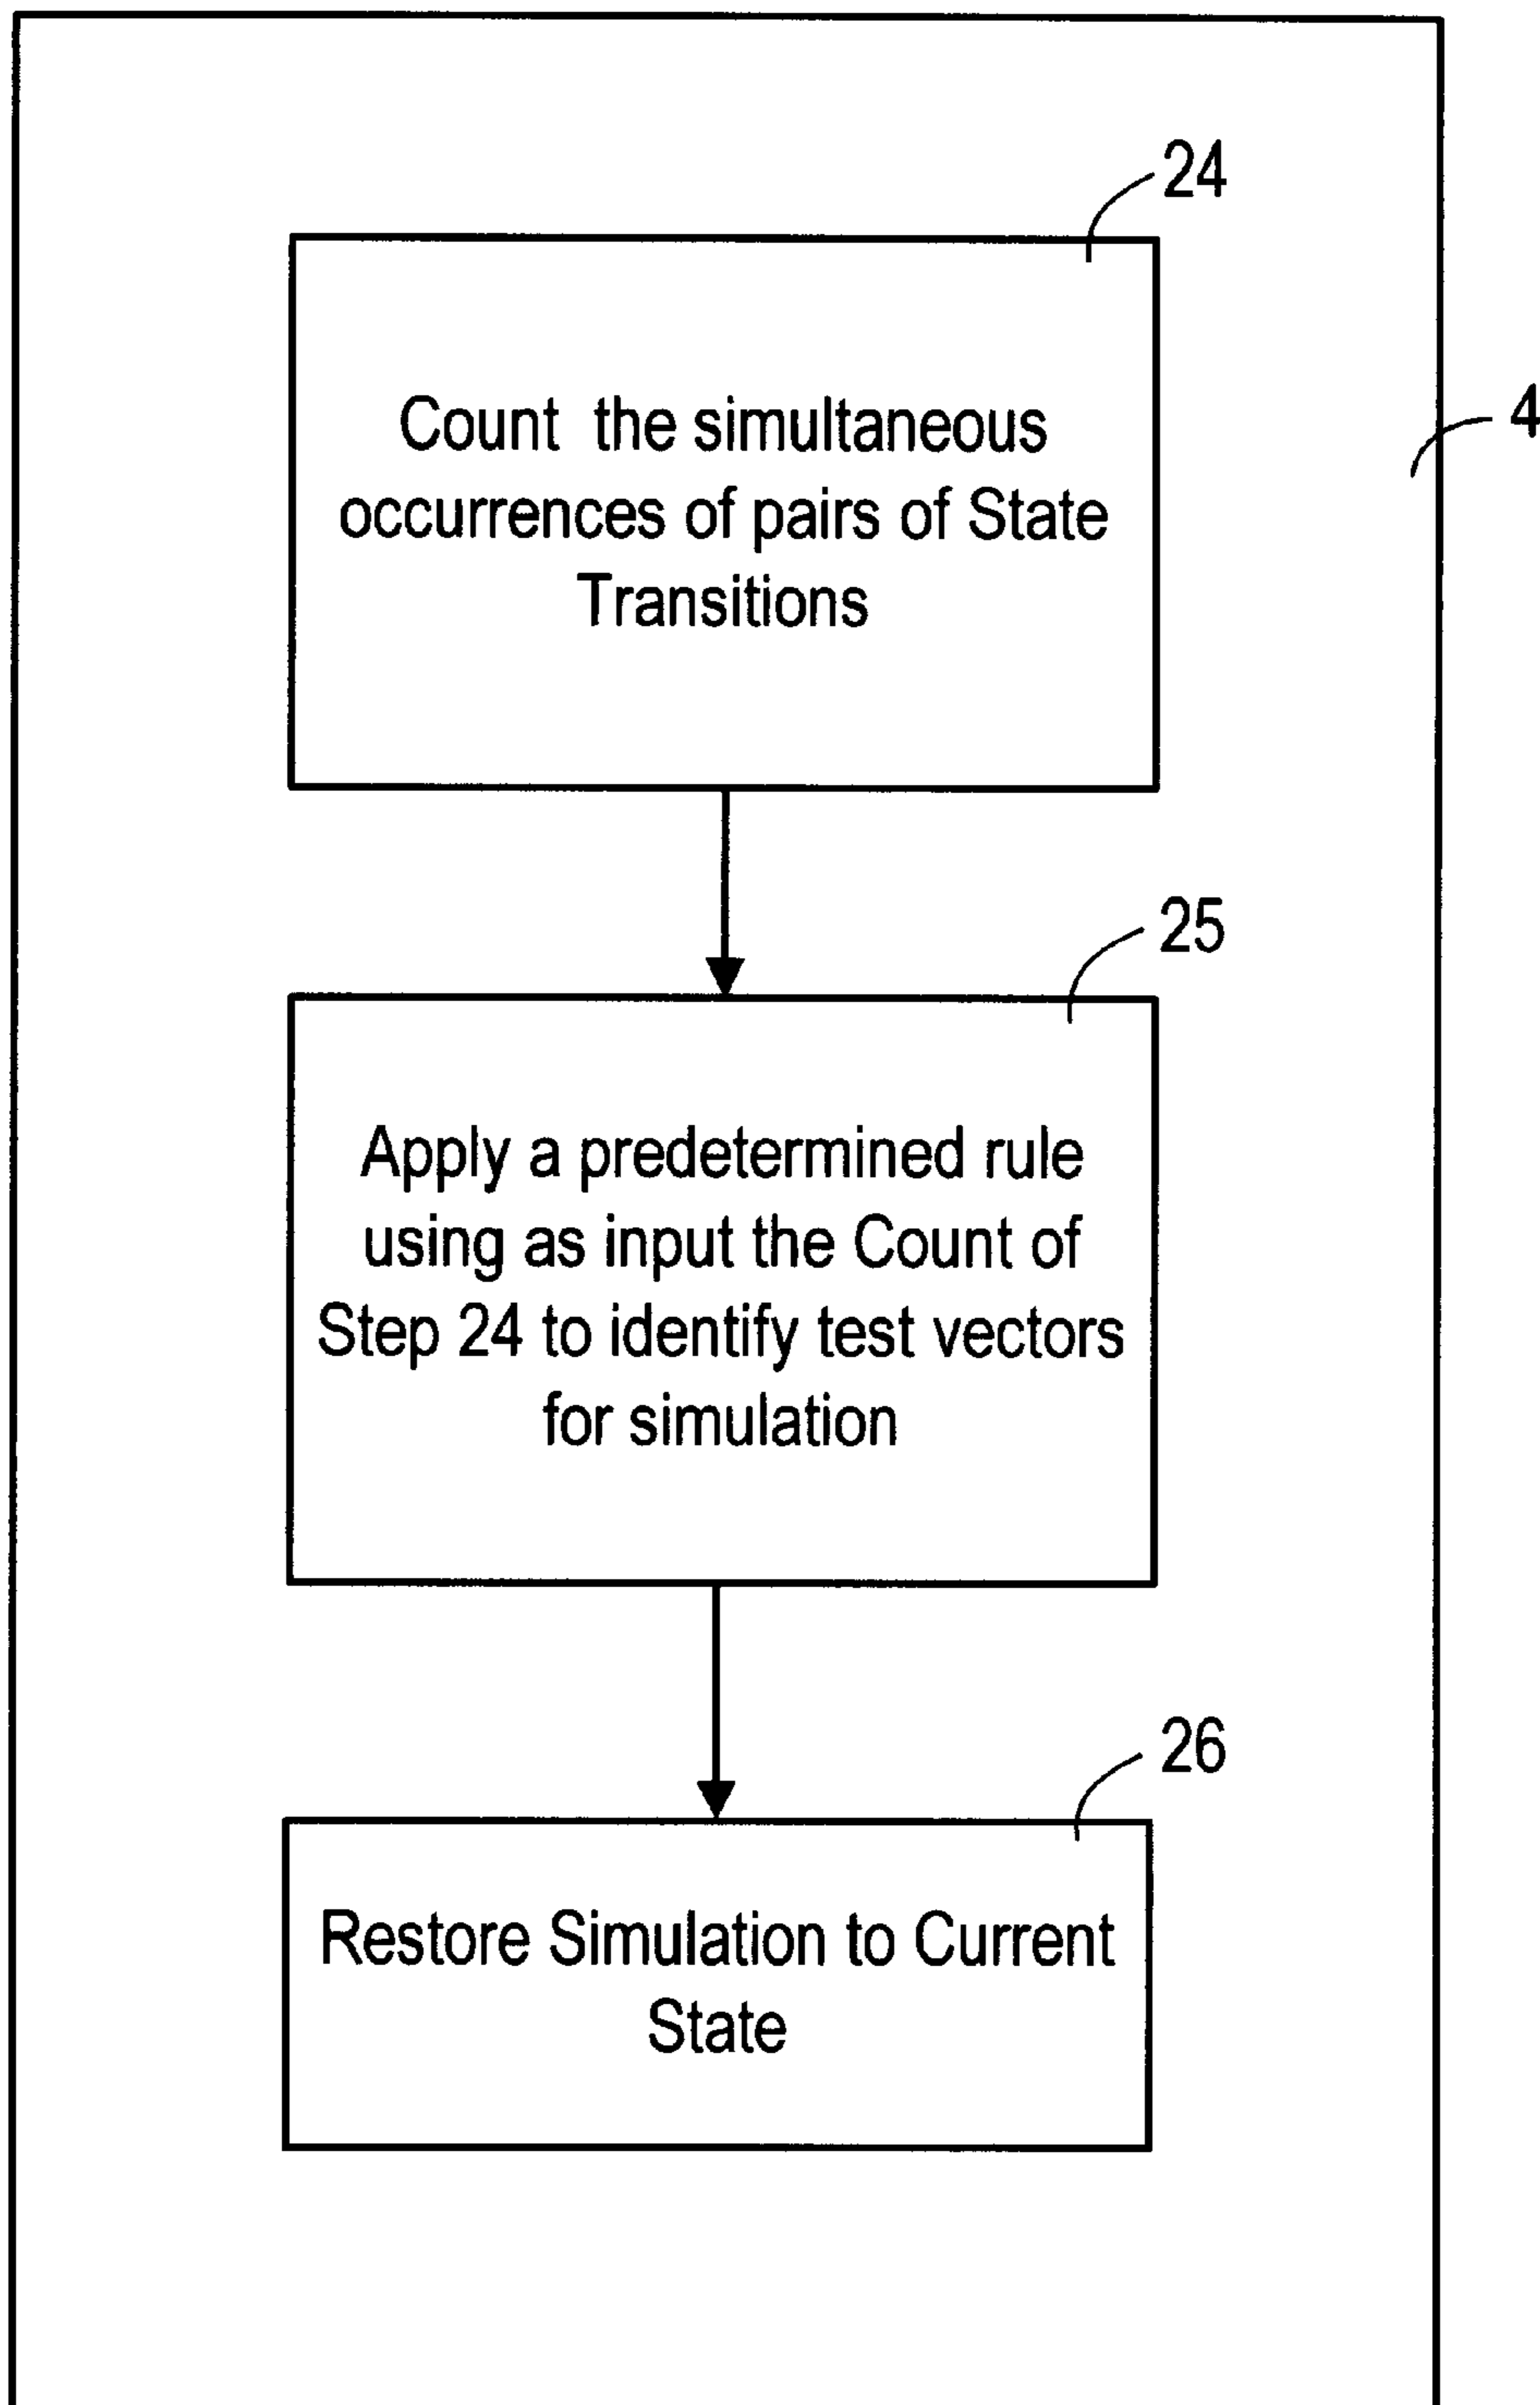 24
Count the simultaneous
occurrences of pairs of State
Transitions
4
25
Apply a predetermined rule
using as input the Count of
Step 24 to identify test vectors
for simulation
26
Restore Simulation to Current
State